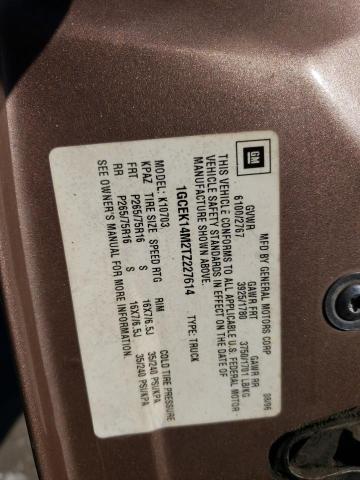 GM
MFD BY GENERAL MOTORS CORP
08/96
GVWR GAWR FRT GAWR RR
6100/2767 3925/1780 3750/1701 LB/KG
THIS VEHICLE CONFORMS TO ALL APPLICABLE U.S. FEDERAL MOTOR
VEHICLE SAFETY STANDARDS IN EFFECT ON THE DATE OF
MANUFACTURE SHOWN ABOVE.
1GCEK14M2TZ227614 TYPE: TRUCK
MODEL: K10703
KPAZ TIRE SIZE SPEED RTG RIM COLD TIRE PRESSURE
FRT P265/75R16 S 16X7/6.5J 35/240 PSI/KPA
RR P265/75R16 S 16X7/6.5J 35/240 PSI/KPA
SEE OWNER'S MANUAL FOR MORE INFORMATION.